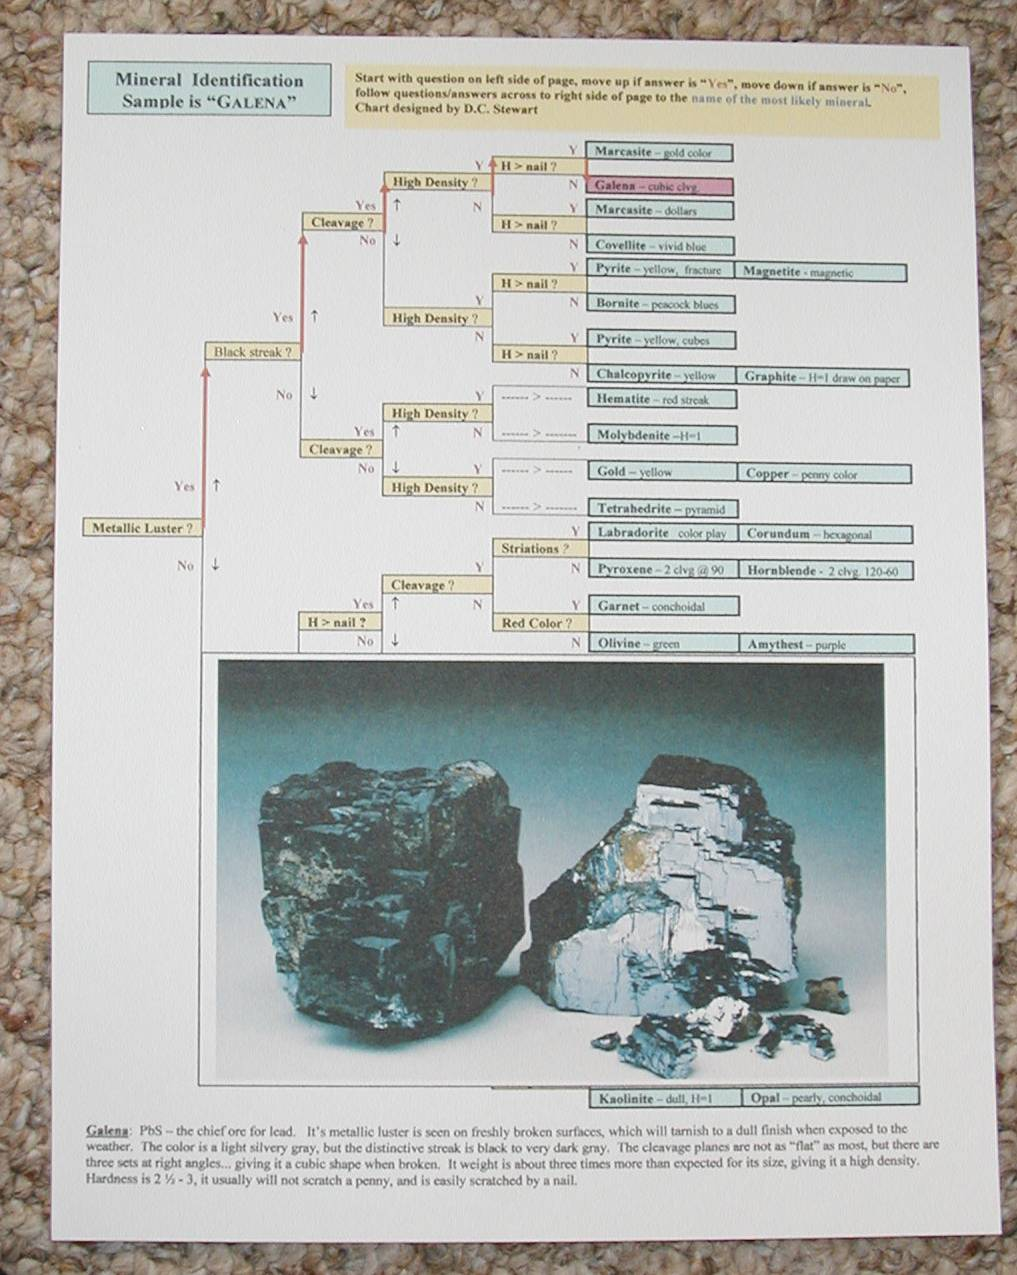 Mineral Identification
Sample is "GALENA"
Start with question on left side of page, move up if answer is "Yes", move down if answer is "No",
follow questions/answers across to right side of page to the name of the most likely mineral.
Chart designed by D.C. Stewart
Y Marcasite – gold color
Y H > nail ?
High Density ?
N Galena – cubic clvg.
Yes ↑ N Y Marcasite – dollars
Cleavage ? H > nail ?
No ↓ N Covellite – vivid blue
Y Pyrite – yellow, fracture Magnetite - magnetic
H > nail ?
Y N Bornite – peacock blues
Yes ↑ High Density ?
N Y Pyrite – yellow, cubes
Black streak ? H > nail ?
N Chalcopyrite – yellow Graphite – H=1 draw on paper
No ↓ Y ------ > ------ Hematite – red streak
High Density ?
Yes ↑ N ------ > ------- Molybdenite –H=1
Cleavage ?
No ↓ Y ------ > ------ Gold – yellow Copper – penny color
Yes ↑ High Density ?
N ------ > ------- Tetrahedrite – pyramid
Metallic Luster ?
Y Labradorite color play Corundum – hexagonal
Striations ?
No ↓ Y N Pyroxene – 2 clvg @ 90 Hornblende - 2 clvg. 120-60
Cleavage ?
Yes ↑ N Y Garnet – conchoidal
H > nail ? Red Color ?
No ↓ N Olivine – green Amythest – purple
Kaolinite – dull, H=1 Opal – pearly, conchoidal
Galena: PbS – the chief ore for lead. It's metallic luster is seen on freshly broken surfaces, which will tarnish to a dull finish when exposed to the
weather. The color is a light silvery gray, but the distinctive streak is black to very dark gray. The cleavage planes are not as "flat" as most, but there are
three sets at right angles... giving it a cubic shape when broken. It weight is about three times more than expected for its size, giving it a high density.
Hardness is 2 ½ - 3, it usually will not scratch a penny, and is easily scratched by a nail.